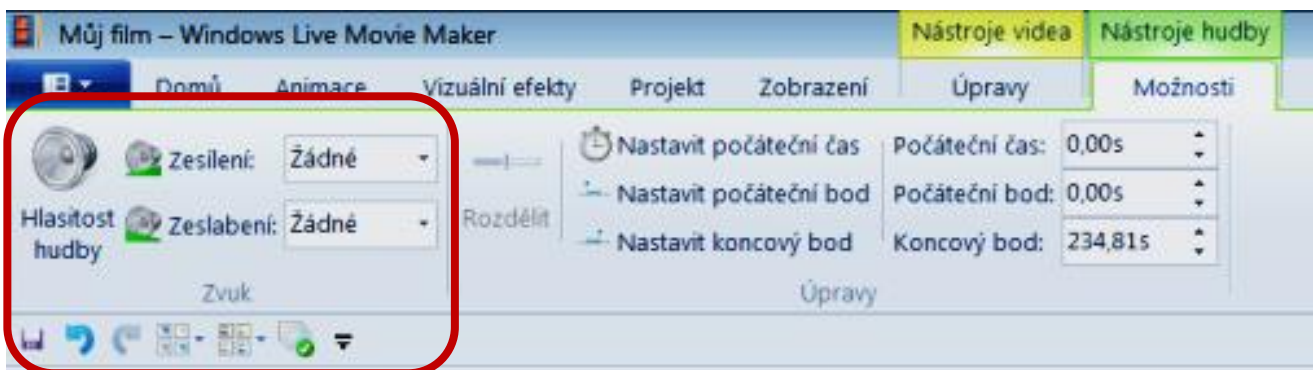 Můj film – Windows Live Movie Maker
Nástroje videa
Nástroje hudby
Domů
Animace
Vizuální efekty
Projekt
Zobrazení
Úpravy
Možnosti
Hlasitost
hudby
Zesílení: Žádné
Zeslabení: Žádné
Zvuk
Rozdělit
Nastavit počáteční čas
Nastavit počáteční bod
Nastavit koncový bod
Počáteční čas: 0,00s
Počáteční bod: 0,00s
Koncový bod: 234,81s
Úpravy